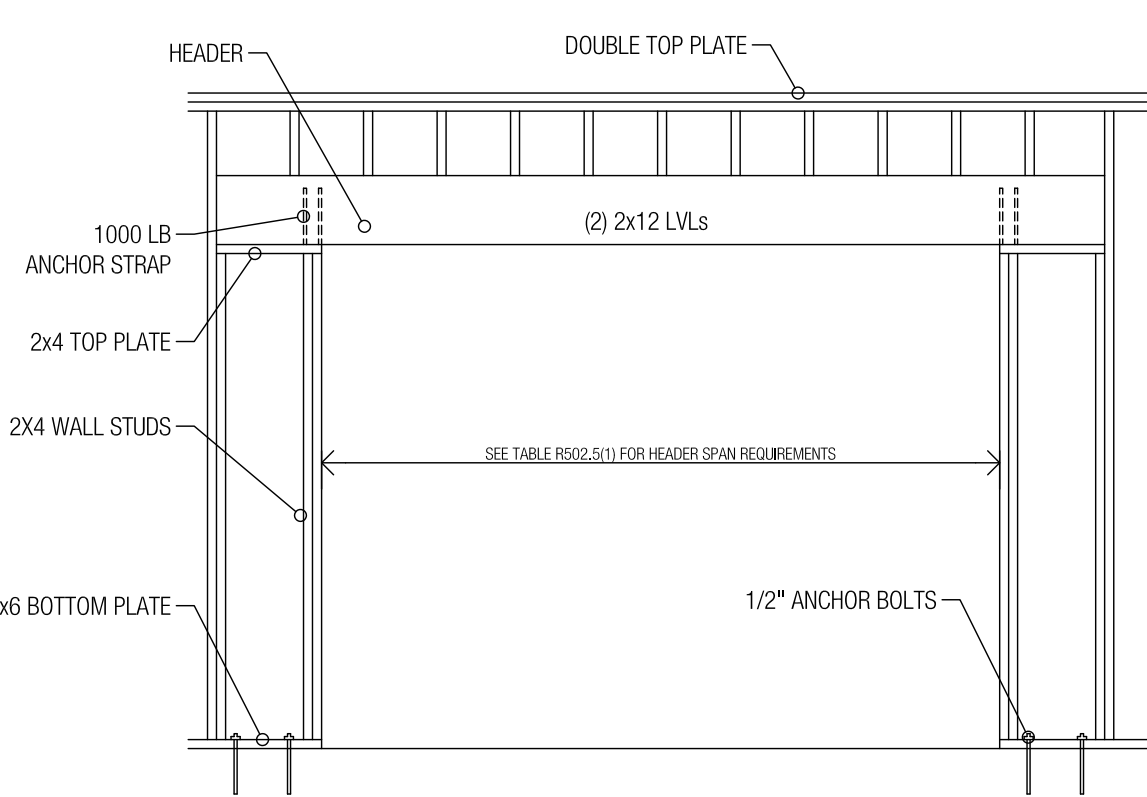 DOUBLE TOP PLATE
HEADER
(2) 2x12 LVLs
1000 LB
ANCHOR STRAP
2x4 TOP PLATE
2X4 WALL STUDS
SEE TABLE R502.5(1) FOR HEADER SPAN REQUIREMENTS
x6 BOTTOM PLATE
1/2" ANCHOR BOLTS